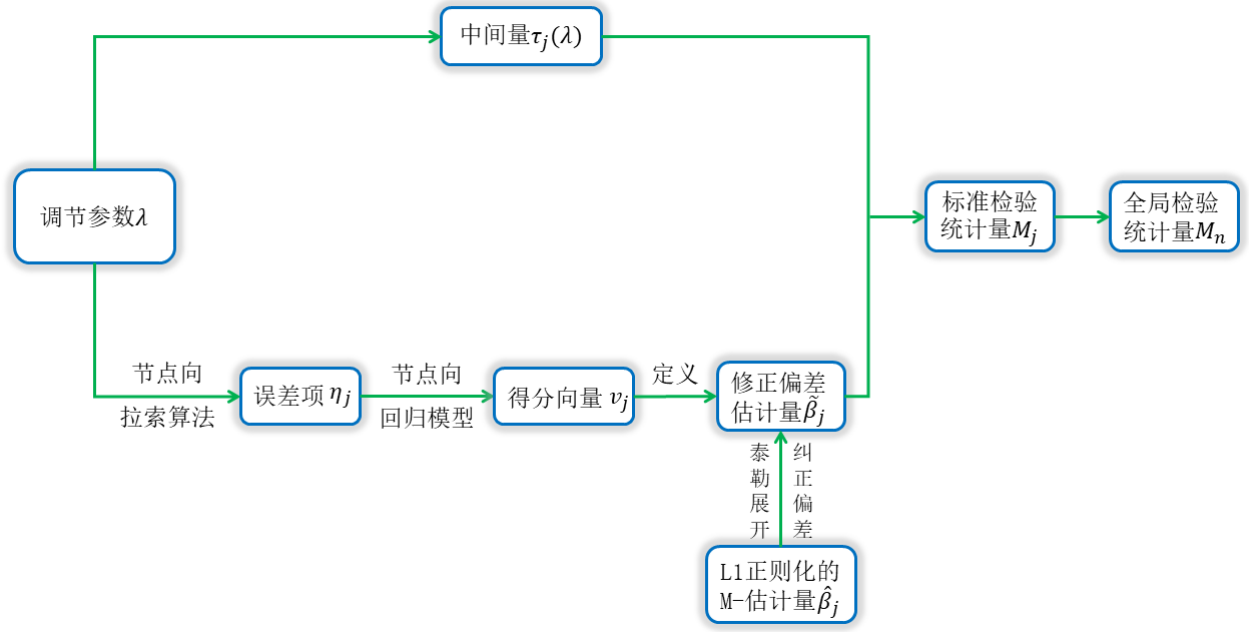 中间量τⱼ(λ)
调节参数λ
标准检验
统计量Mⱼ
全局检验
统计量Mₙ
节点向
拉索算法
误差项 ηⱼ
节点向
回归模型
得分向量 vⱼ
定义
修正偏差
估计量β̃ⱼ
泰勒展开
纠正偏差
L1正则化的
M-估计量β̂ⱼ